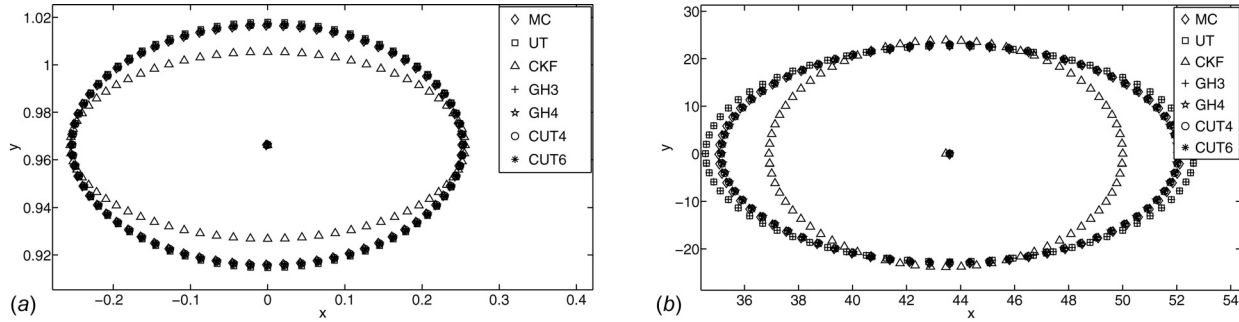 1.02
1
0.98
0.96
0.94
0.92
y
−0.2 −0.1 0 0.1 0.2 0.3 0.4
x
MC
UT
CKF
GH3
GH4
CUT4
CUT6
(a)
30
20
10
0
−10
−20
y
36 38 40 42 44 46 48 50 52 54
x
MC
UT
CKF
GH3
GH4
CUT4
CUT6
(b)